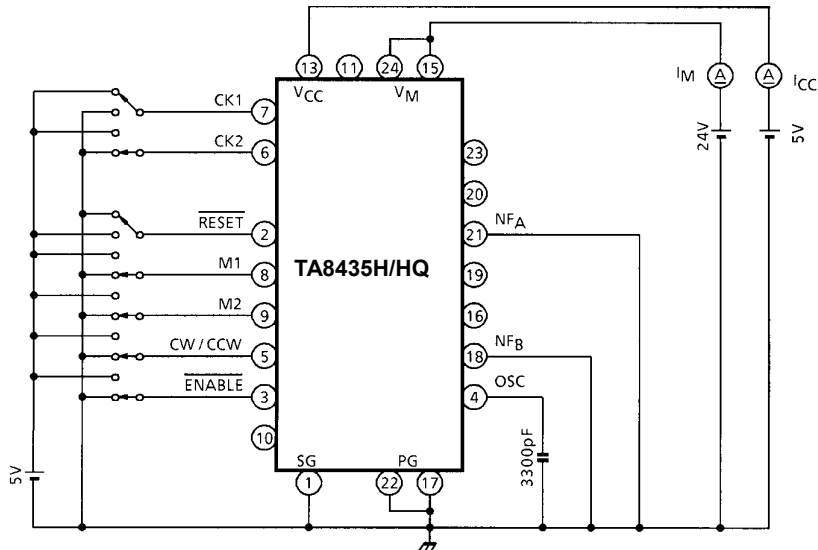 13 11 24 15
VCC VM
IM A A ICC
24V 5V
CK1 7
CK2 6
23
20
RESET 2
21 NFA
M1 8
TA8435H/HQ
19
M2 9
16
CW / CCW 5
18 NFB
ENABLE 3
4 OSC
10
3300pF
5V
SG PG
1 22 17